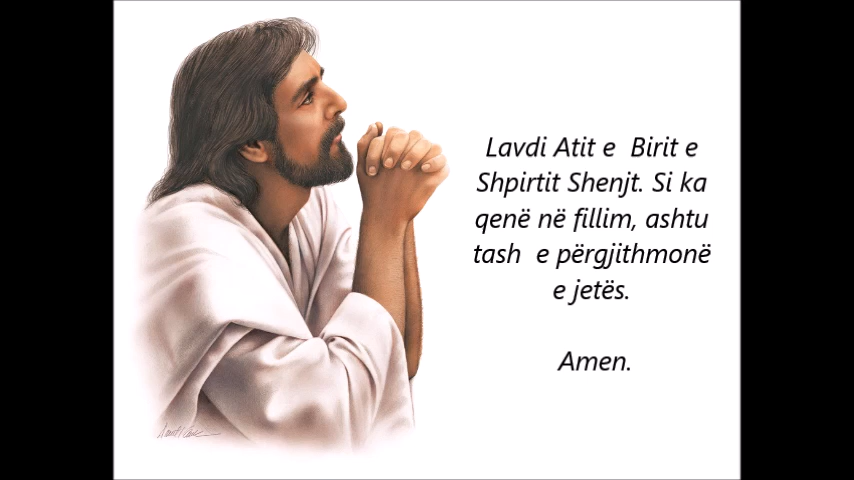 Lavdi Atit e  Birit e
Shpirtit Shenjt. Si ka
qenë në fillim, ashtu
tash  e përgjithmonë
e jetës.
Amen.